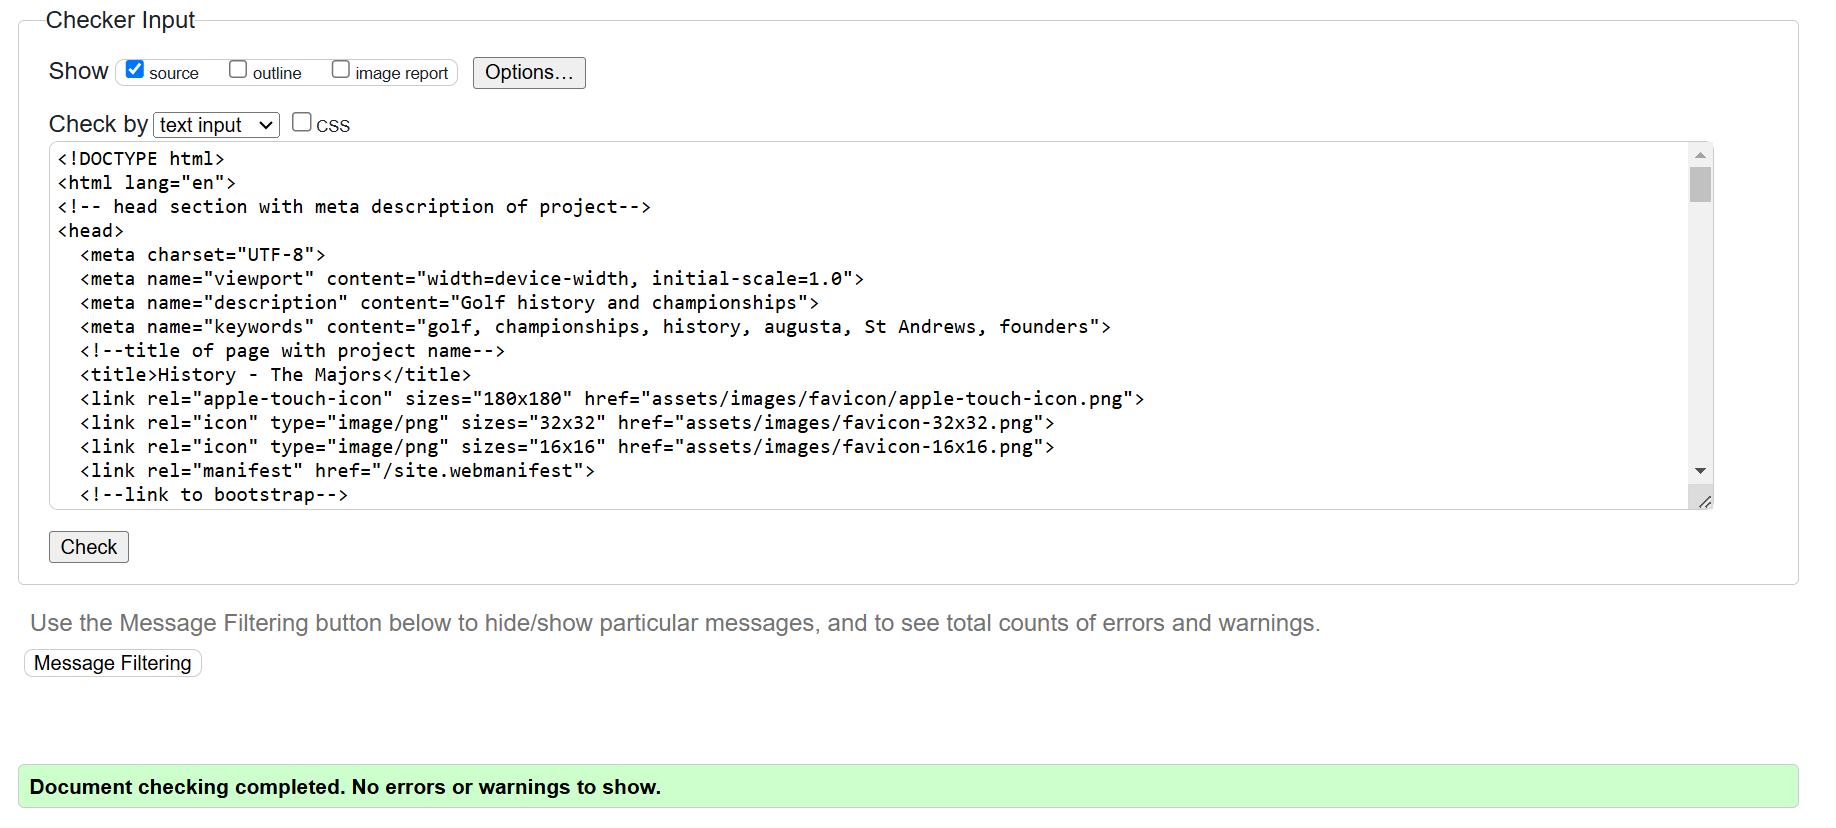 Checker Input
Show source outline image report Options...
Check by text input CSS
<!DOCTYPE html>
<html lang="en">
<!-- head section with meta description of project-->
<head>
  <meta charset="UTF-8">
  <meta name="viewport" content="width=device-width, initial-scale=1.0">
  <meta name="description" content="Golf history and championships">
  <meta name="keywords" content="golf, championships, history, augusta, St Andrews, founders">
  <!--title of page with project name-->
  <title>History - The Majors</title>
  <link rel="apple-touch-icon" sizes="180x180" href="assets/images/favicon/apple-touch-icon.png">
  <link rel="icon" type="image/png" sizes="32x32" href="assets/images/favicon-32x32.png">
  <link rel="icon" type="image/png" sizes="16x16" href="assets/images/favicon-16x16.png">
  <link rel="manifest" href="/site.webmanifest">
  <!--link to bootstrap-->
Check
Use the Message Filtering button below to hide/show particular messages, and to see total counts of errors and warnings.
Message Filtering
Document checking completed. No errors or warnings to show.